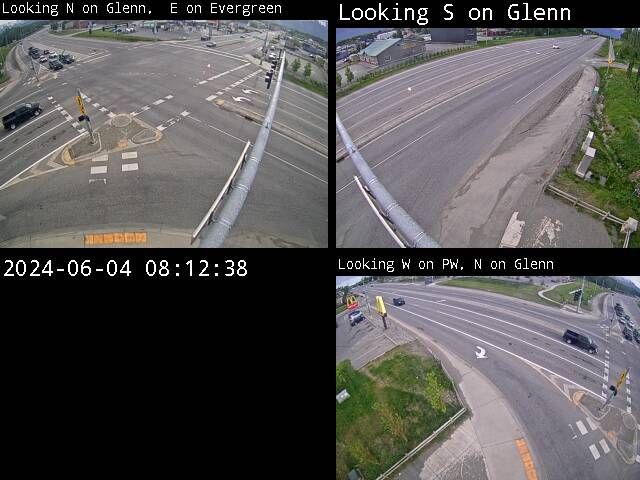 Looking N on Glenn,  E on Evergreen
Looking S on Glenn
2024-06-04 08:12:38
Looking W on PW, N on Glenn